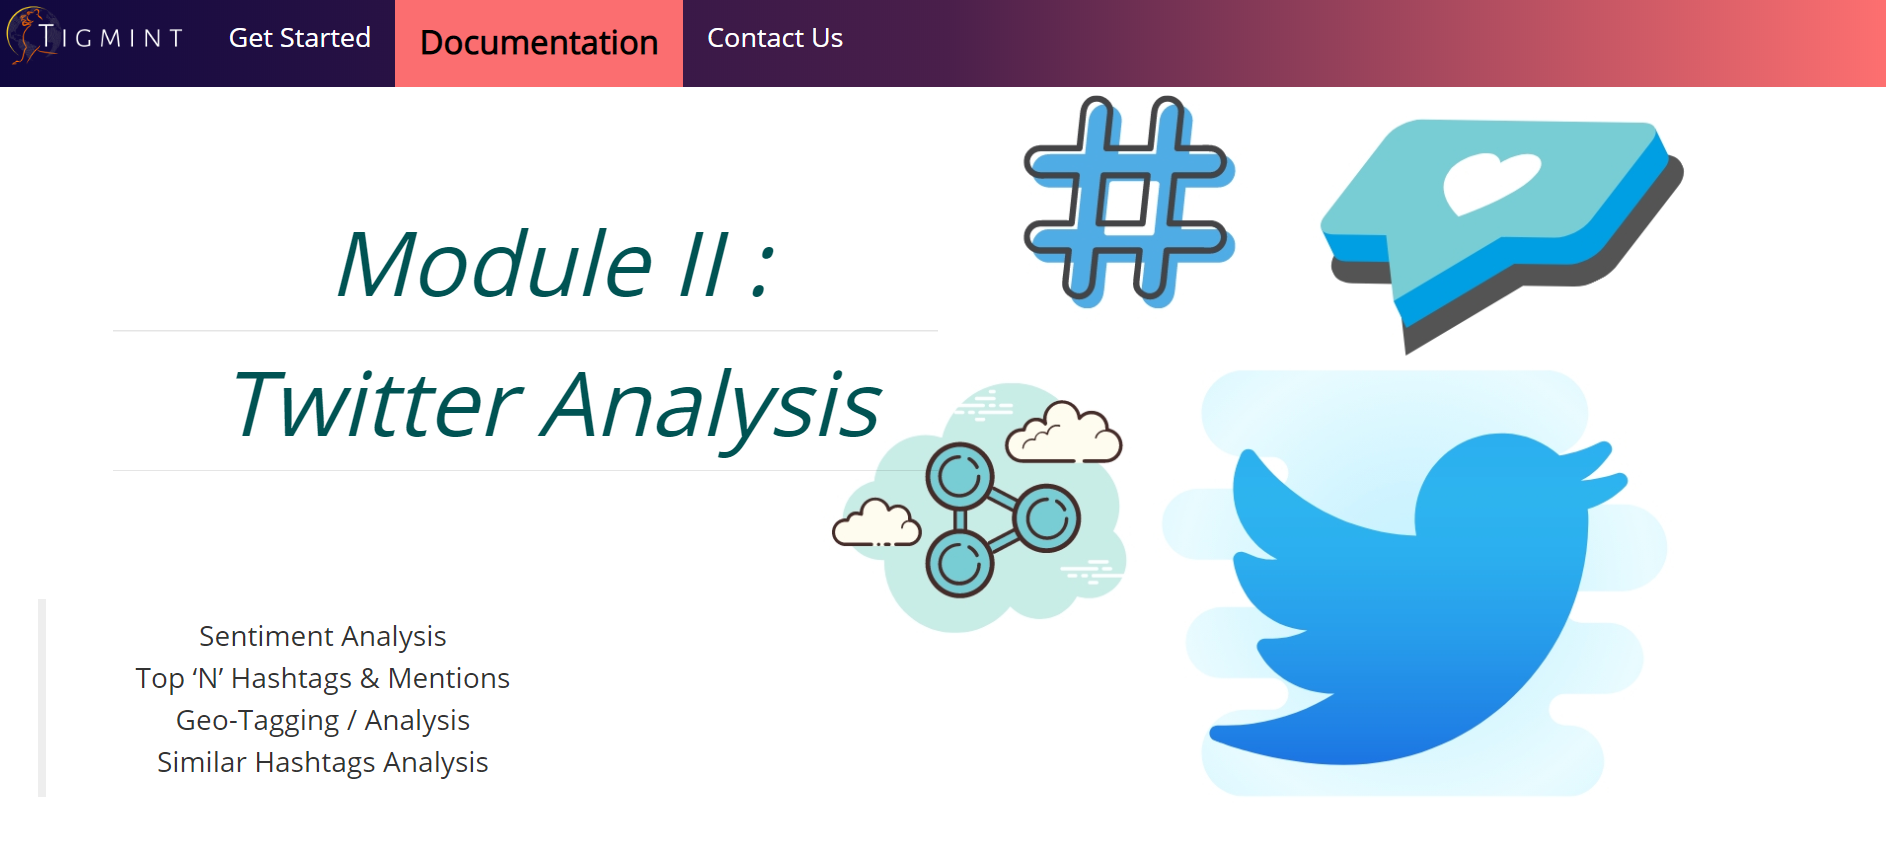 TIGMINT Get Started Documentation Contact Us
Module II :
Twitter Analysis
Sentiment Analysis
Top ‘N’ Hashtags & Mentions
Geo-Tagging / Analysis
Similar Hashtags Analysis